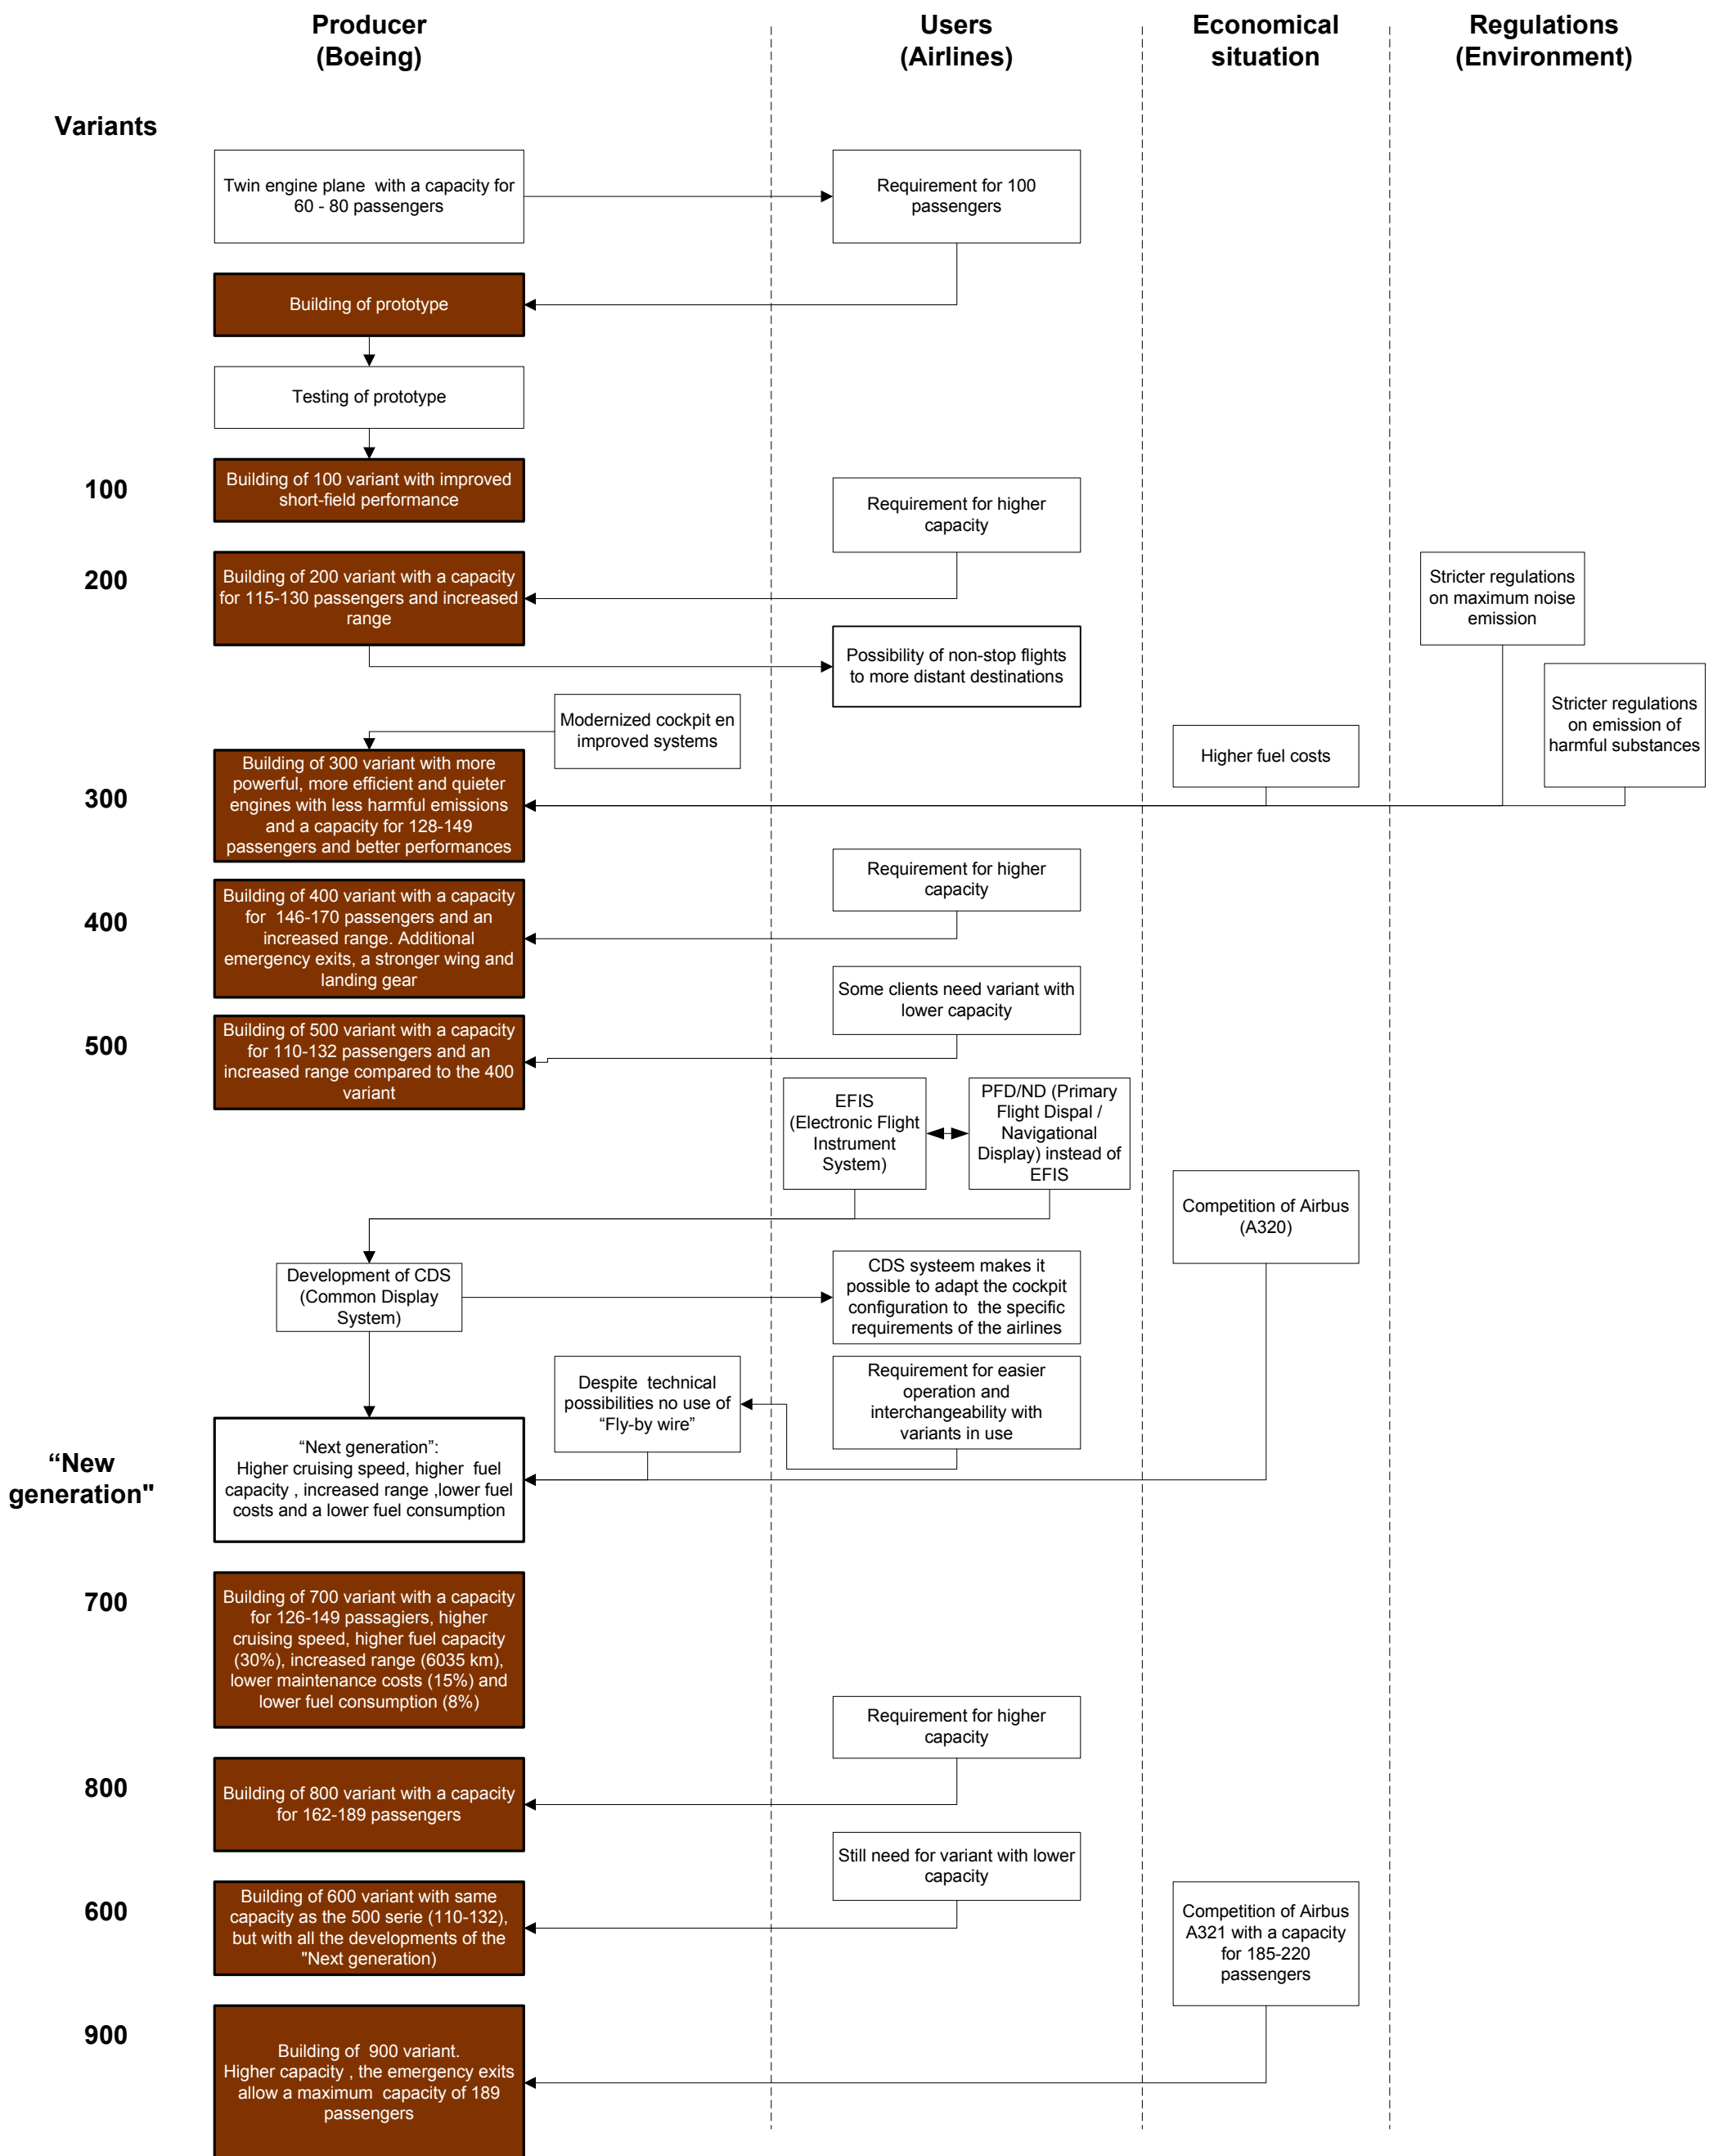 Producer
(Boeing)
Users
(Airlines)
Economical
situation
Regulations
(Environment)
Variants
Twin engine plane  with a capacity for
60 - 80 passengers
Requirement for 100
passengers
Building of prototype
Testing of prototype
100
Building of 100 variant with improved
short-field performance
Requirement for higher
capacity
200
Building of 200 variant with a capacity
for 115-130 passengers and increased
range
Stricter regulations
on maximum noise
emission
Possibility of non-stop flights
to more distant destinations
Stricter regulations
on emission of
harmful substances
Modernized cockpit en
improved systems
Higher fuel costs
300
Building of 300 variant with more
powerful, more efficient and quieter
engines with less harmful emissions
and a capacity for 128-149
passengers and better performances
Requirement for higher
capacity
400
Building of 400 variant with a capacity
for  146-170 passengers and an
increased range. Additional
emergency exits, a stronger wing and
landing gear
Some clients need variant with
lower capacity
500
Building of 500 variant with a capacity
for 110-132 passengers and an
increased range compared to the 400
variant
EFIS
(Electronic Flight
Instrument
System)
PFD/ND (Primary
Flight Dispal /
Navigational
Display) instead of
EFIS
Competition of Airbus
(A320)
Development of CDS
(Common Display
System)
CDS systeem makes it
possible to adapt the cockpit
configuration to  the specific
requirements of the airlines
Despite  technical
possibilities no use of
“Fly-by wire”
Requirement for easier
operation and
interchangeability with
variants in use
“New
generation"
“Next generation”:
Higher cruising speed, higher  fuel
capacity , increased range ,lower fuel
costs and a lower fuel consumption
700
Building of 700 variant with a capacity
for 126-149 passagiers, higher
cruising speed, higher fuel capacity
(30%), increased range (6035 km),
lower maintenance costs (15%) and
lower fuel consumption (8%)
Requirement for higher
capacity
800
Building of 800 variant with a capacity
for 162-189 passengers
Still need for variant with lower
capacity
600
Building of 600 variant with same
capacity as the 500 serie (110-132),
but with all the developments of the
"Next generation)
Competition of Airbus
A321 with a capacity
for 185-220
passengers
900
Building of  900 variant.
Higher capacity , the emergency exits
allow a maximum  capacity of 189
passengers